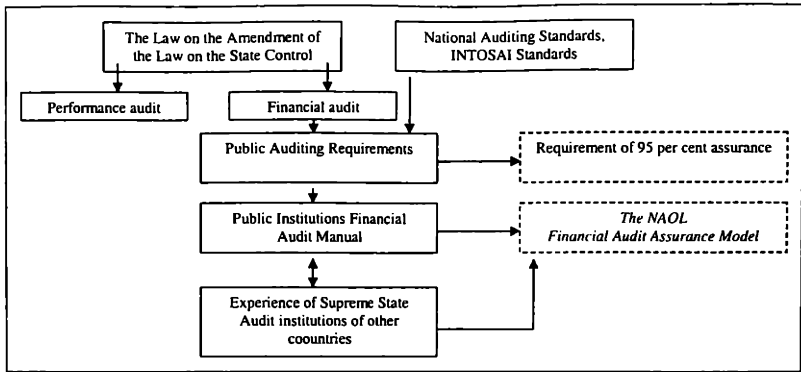 The Law on the Amendment of
the Law on the State Control
National Auditing Standards,
INTOSAI Standards
Performance audit
Financial audit
Public Auditing Requirements
Requirement of 95 per cent assurance
Public Institutions Financial
Audit Manual
The NAOL
Financial Audit Assurance Model
Experience of Supreme State
Audit institutions of other
coountries